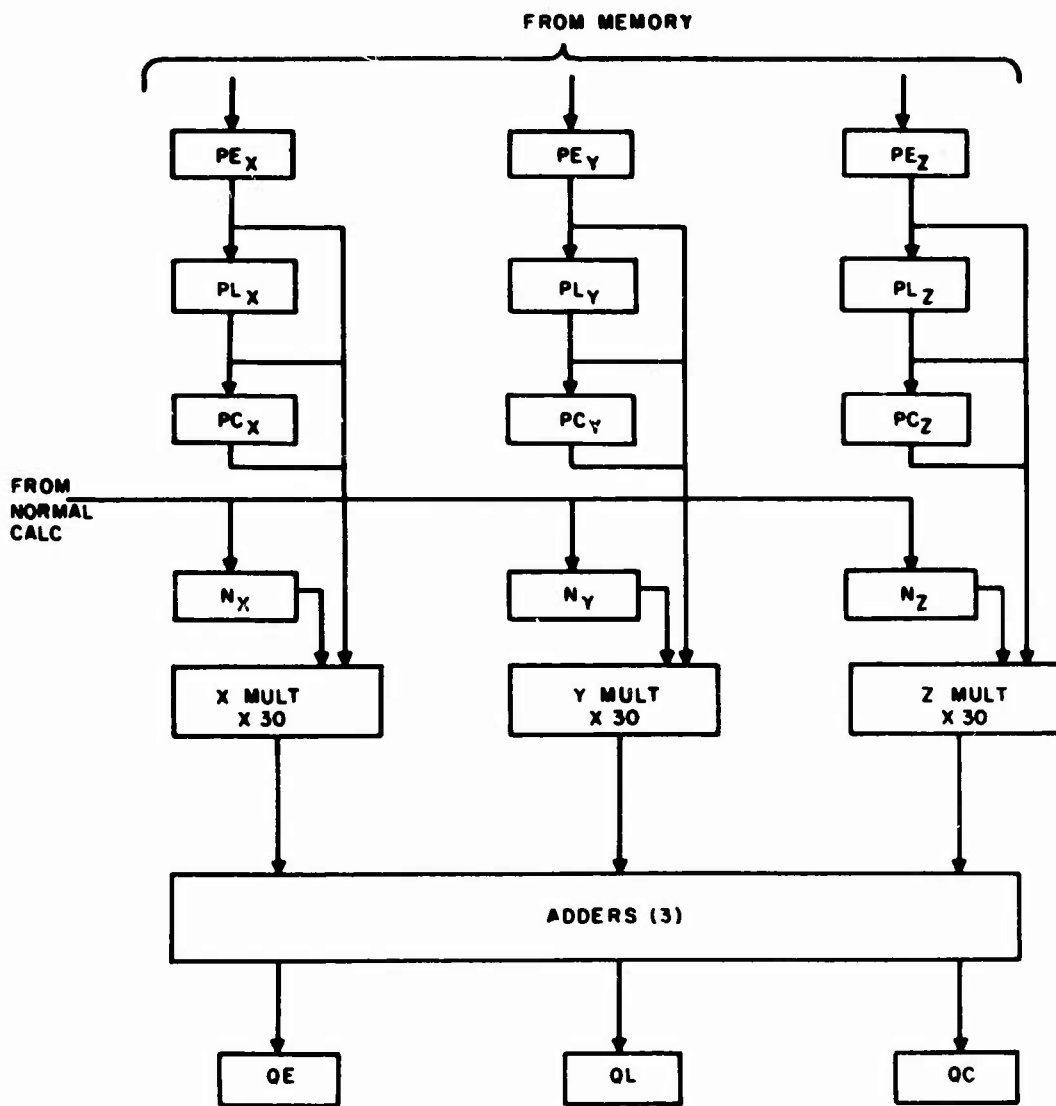 FROM MEMORY
PEX
PEY
PEZ
PLX
PLY
PLZ
PCX
PCY
PCZ
FROM
NORMAL
CALC
NX
NY
NZ
X MULT
X 30
Y MULT
X 30
Z MULT
X 30
ADDERS (3)
QE
QL
QC